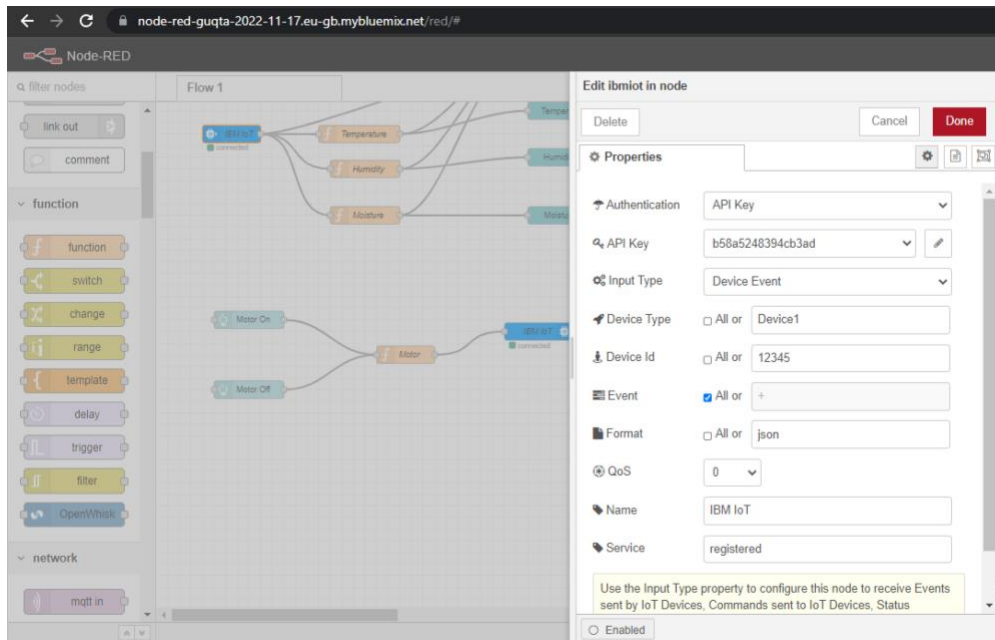 node-red-guqta-2022-11-17.eu-gb.mybluemix.net/red/#
Node-RED
filter nodes
link out
comment
function
function
switch
change
range
template
delay
trigger
filter
OpenWhisk
network
mqtt in
Flow 1
IBM IoT
connected
Temperature
Humidity
Moisture
Temper
Humid
Moistu
Motor On
Motor Off
Motor
IBM IoT
connected
Edit ibmiot in node
Delete
Cancel
Done
Properties
Authentication
API Key
API Key
b58a5248394cb3ad
Input Type
Device Event
Device Type
All or
Device1
Device Id
All or
12345
Event
All or
+
Format
All or
json
QoS
0
Name
IBM IoT
Service
registered
Use the Input Type property to configure this node to receive Events
sent by IoT Devices, Commands sent to IoT Devices, Status
Enabled